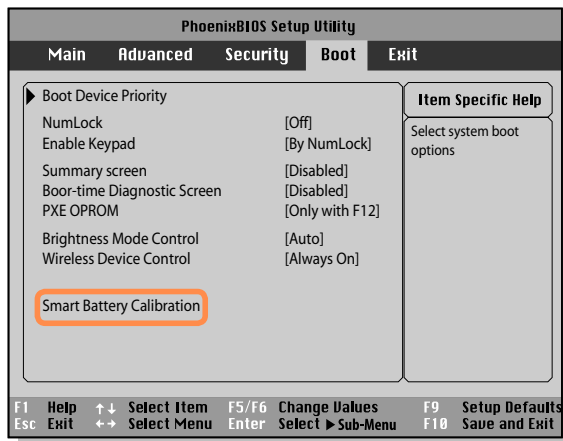 PhoenixBIOS Setup Utility
Main Advanced Security Boot Exit
Boot Device Priority
NumLock [Off]
Enable Keypad [By NumLock]
Summary screen [Disabled]
Boor-time Diagnostic Screen [Disabled]
PXE OPROM [Only with F12]
Brightness Mode Control [Auto]
Wireless Device Control [Always On]
Smart Battery Calibration
Item Specific Help
Select system boot
options
F1 Help ↑↓ Select Item F5/F6 Change Values F9 Setup Defaults
Esc Exit ←→ Select Menu Enter Select ▶ Sub-Menu F10 Save and Exit